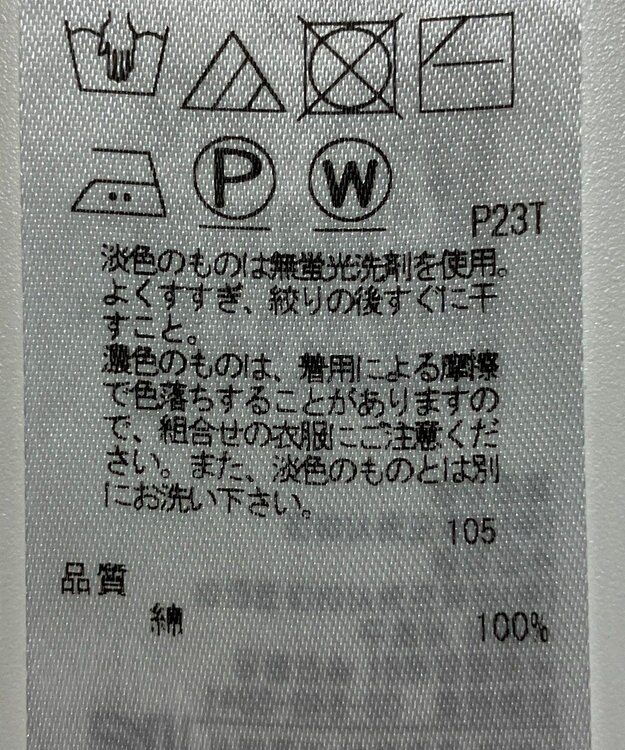 P
W
P23T
淡色のものは無蛍光洗剤を使用。
よくすすぎ、絞りの後すぐに干
すこと。
濃色のものは、着用による摩擦
で色落ちすることがありますの
で、組合せの衣服にご注意くだ
さい。また、淡色のものとは別
にお洗い下さい。
105
品質
綿 100%